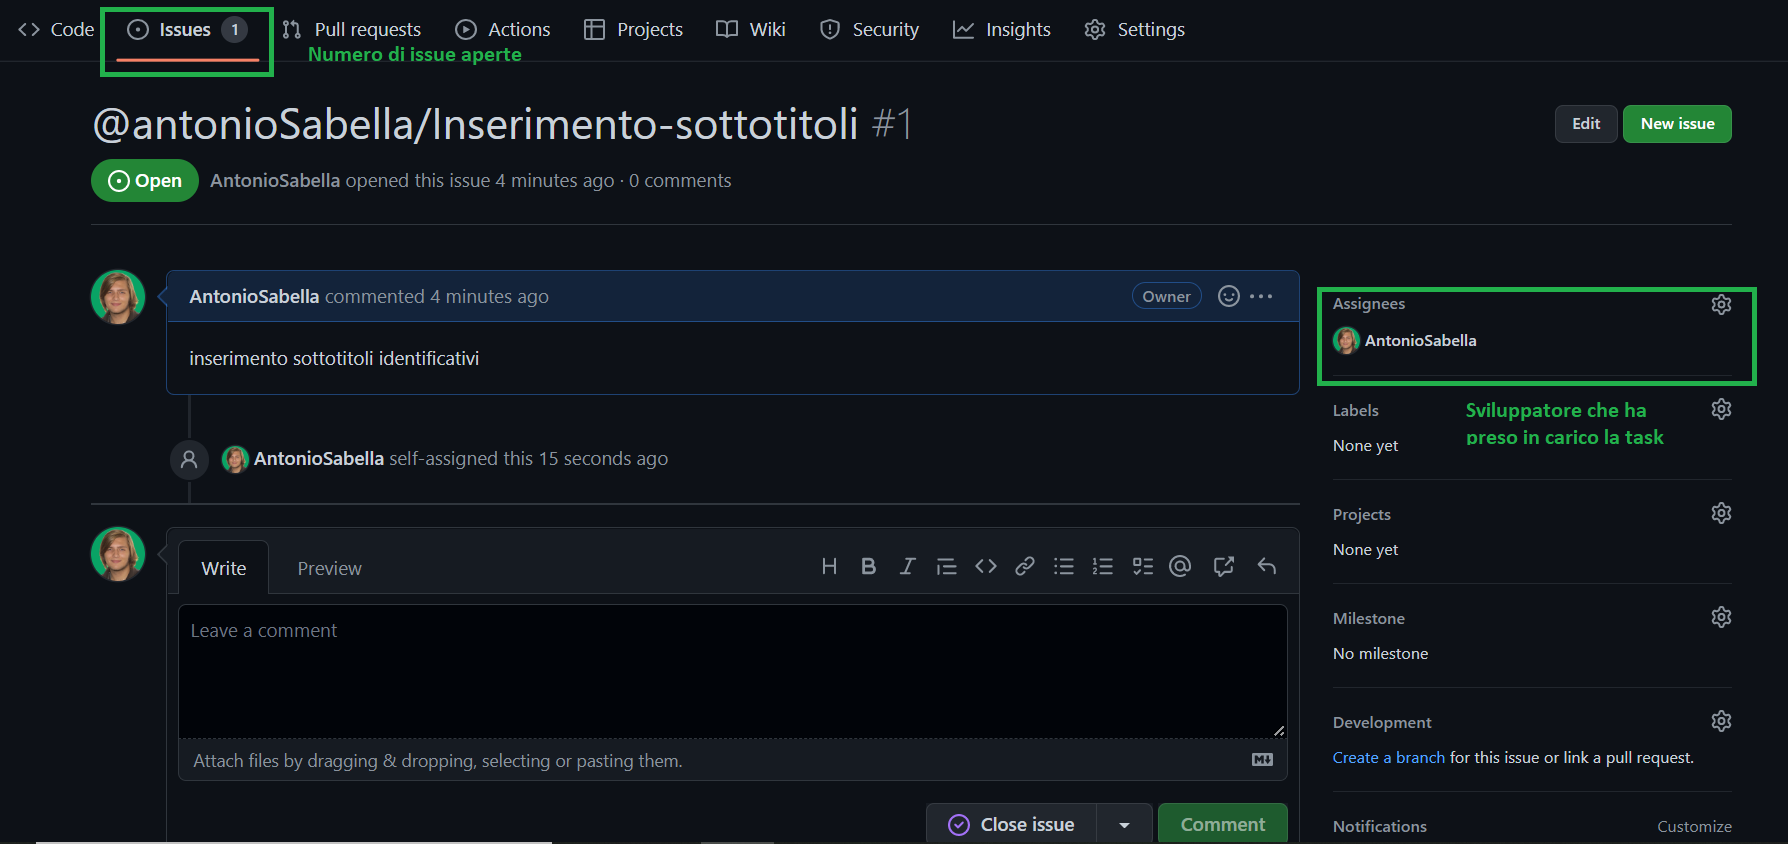 Code Issues 1 Pull requests Actions Projects Wiki Security Insights Settings
Numero di issue aperte
@antonioSabella/Inserimento-sottotitoli #1
Edit New issue
Open AntonioSabella opened this issue 4 minutes ago · 0 comments
AntonioSabella commented 4 minutes ago Owner
inserimento sottotitoli identificativi
AntonioSabella self-assigned this 15 seconds ago
Write Preview
Leave a comment
Attach files by dragging & dropping, selecting or pasting them.
Close issue Comment
Assignees
AntonioSabella
Labels
None yet
Sviluppatore che ha
preso in carico la task
Projects
None yet
Milestone
No milestone
Development
Create a branch for this issue or link a pull request.
Notifications Customize